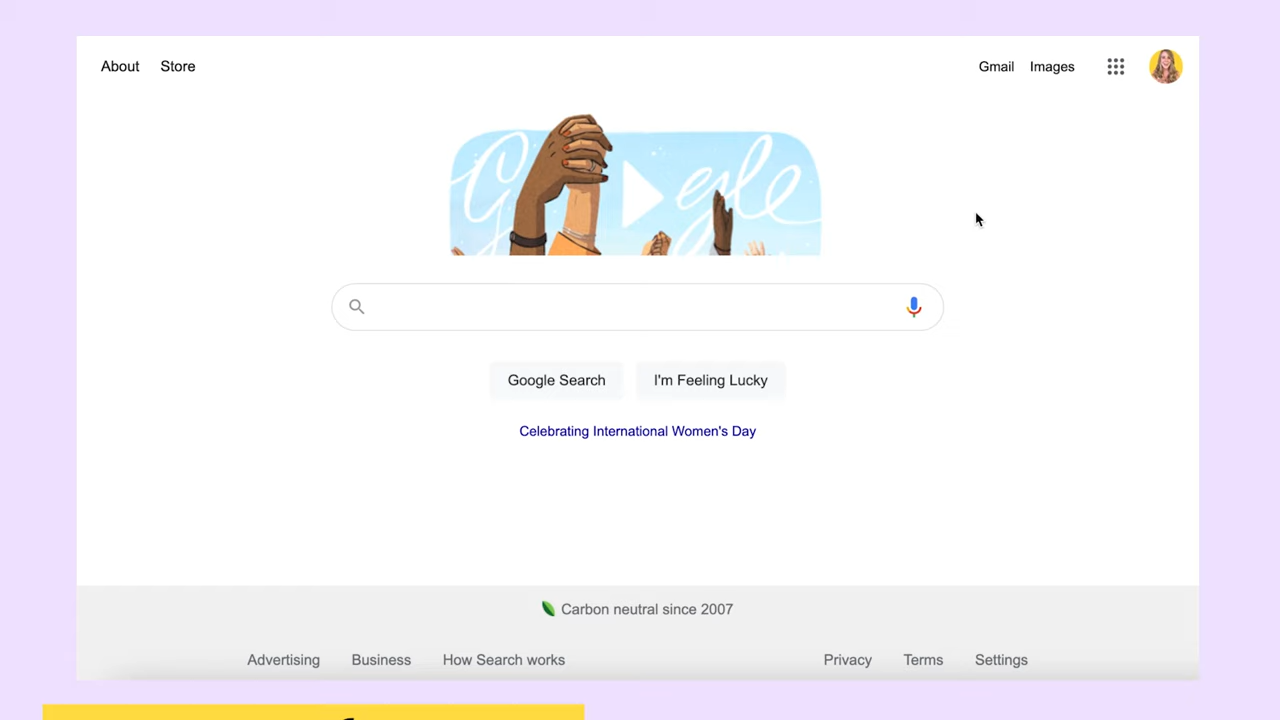 About Store Gmail Images
Google
Google Search I'm Feeling Lucky
Celebrating International Women's Day
Carbon neutral since 2007
Advertising Business How Search works Privacy Terms Settings